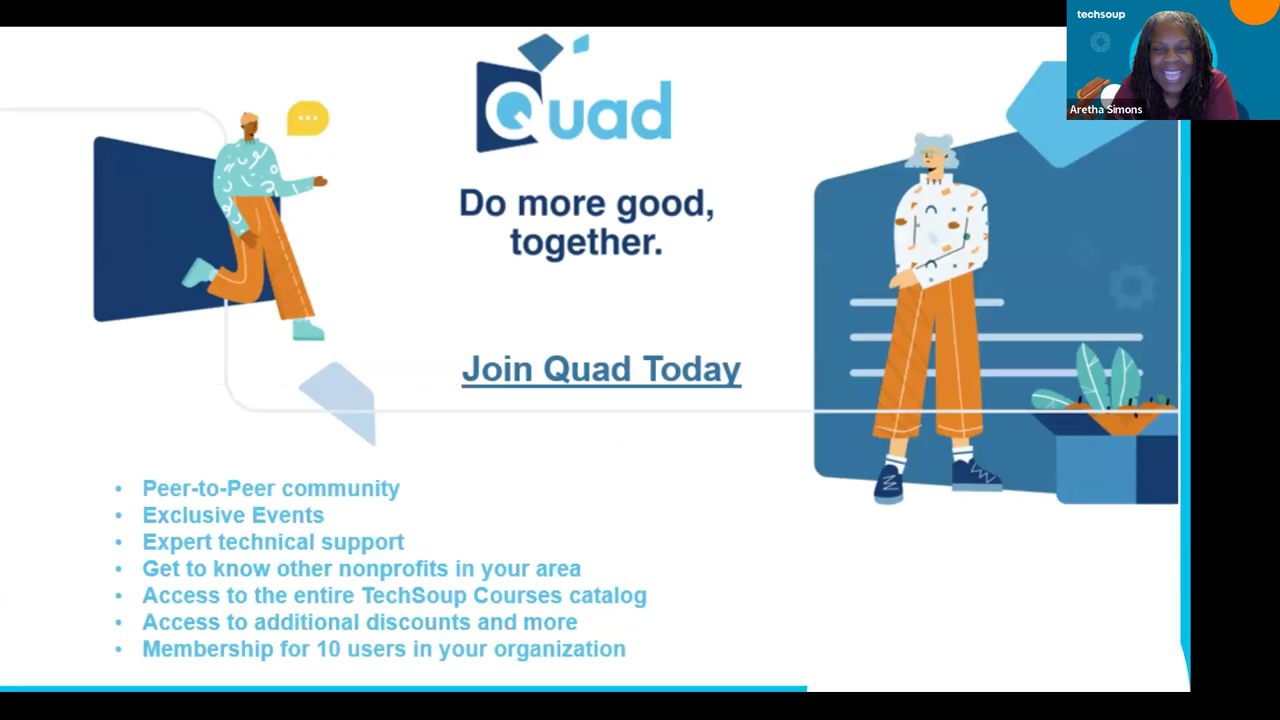 techsoup
Aretha Simons
Quad
Do more good,
together.
Join Quad Today
• Peer-to-Peer community
• Exclusive Events
• Expert technical support
• Get to know other nonprofits in your area
• Access to the entire TechSoup Courses catalog
• Access to additional discounts and more
• Membership for 10 users in your organization